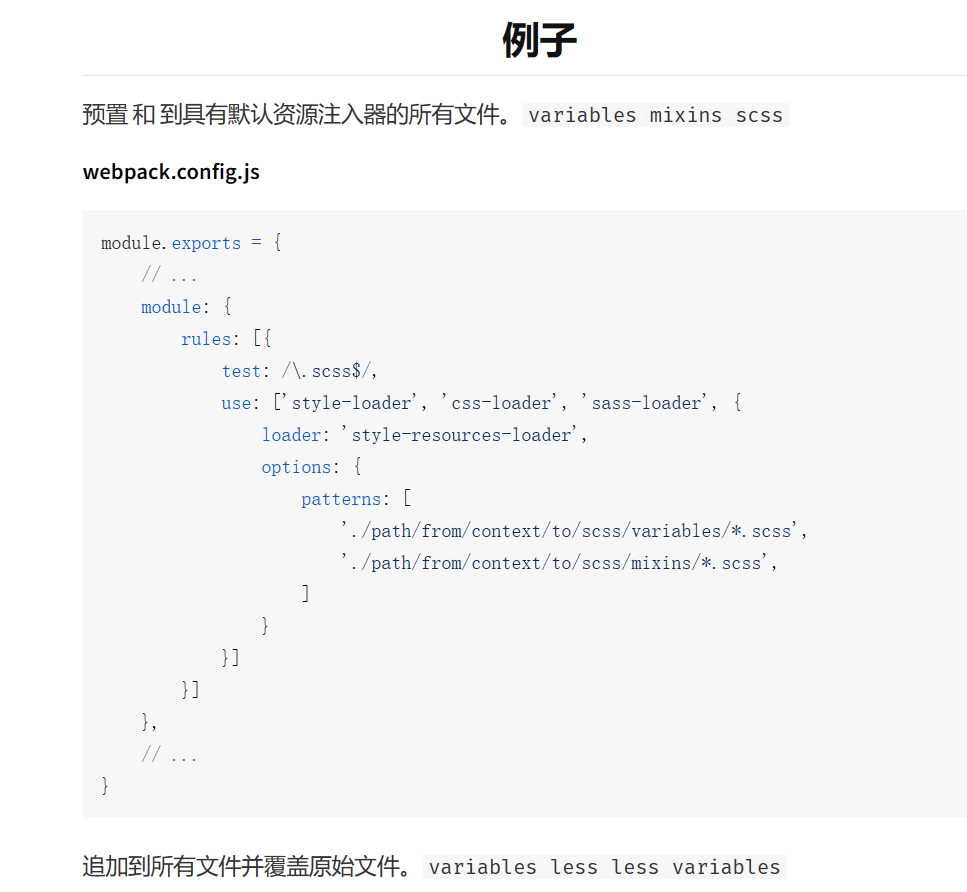 例子
预置 和 到具有默认资源注入器的所有文件。 variables mixins scss
webpack.config.js
module.exports = {
    // ...
    module: {
        rules: [{
            test: /\.scss$/,
            use: ['style-loader', 'css-loader', 'sass-loader', {
                loader: 'style-resources-loader',
                options: {
                    patterns: [
                        './path/from/context/to/scss/variables/*.scss',
                        './path/from/context/to/scss/mixins/*.scss',
                    ]
                }
            }]
        }]
    },
    // ...
}
追加到所有文件并覆盖原始文件。 variables less less variables